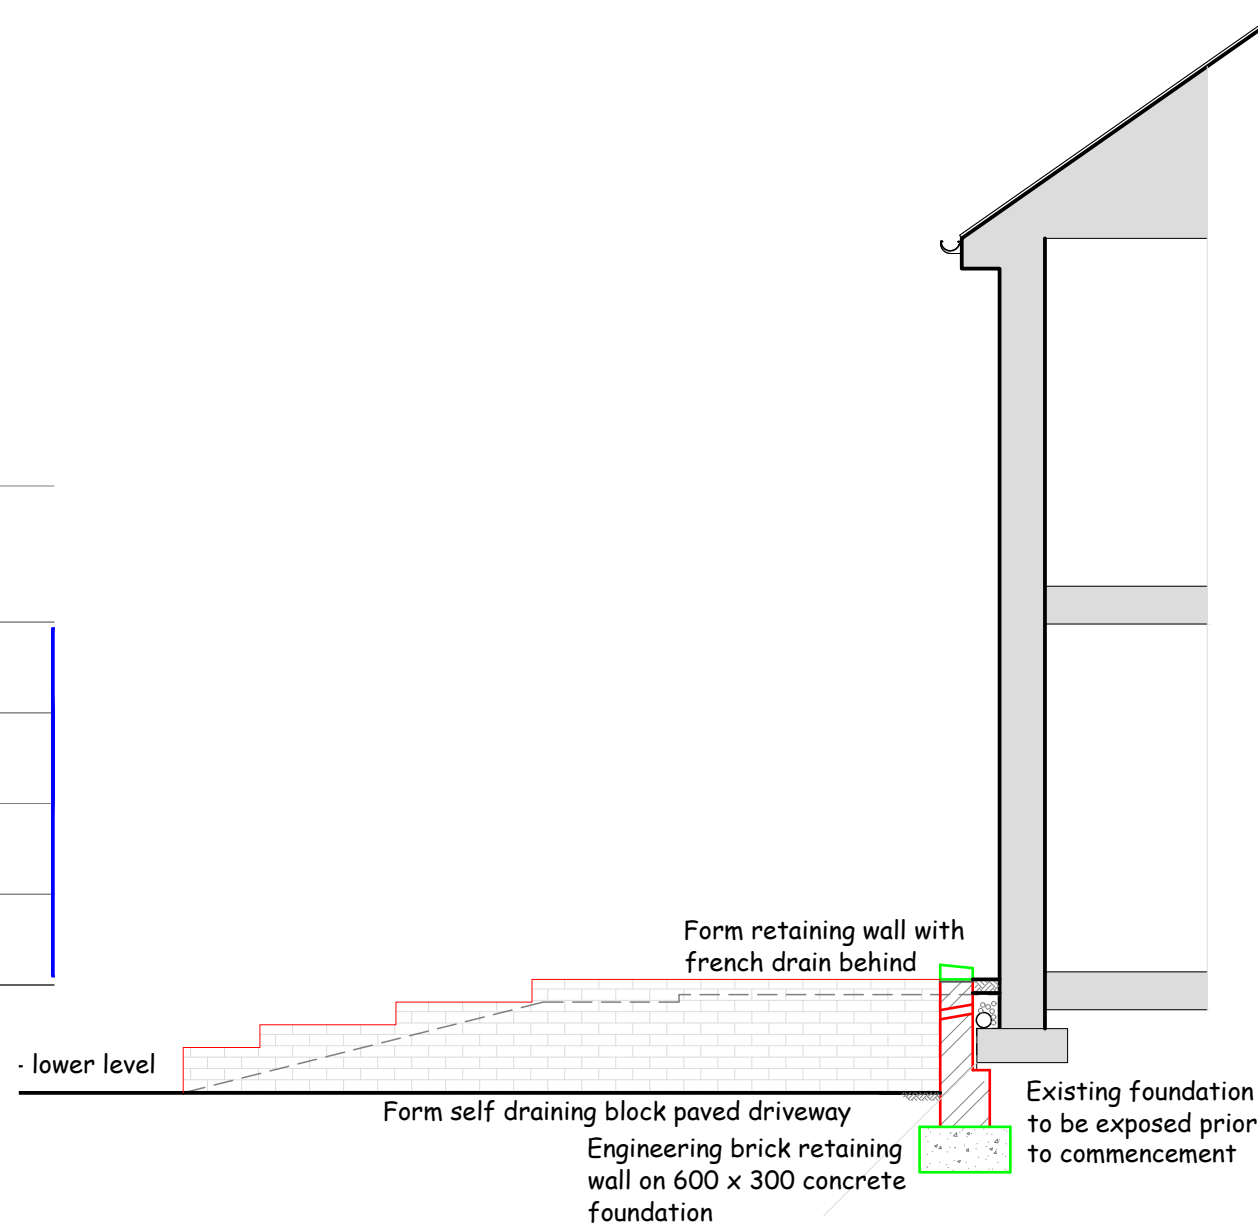 Form retaining wall with
french drain behind
- lower level
Form self draining block paved driveway
Engineering brick retaining
wall on 600 x 300 concrete
foundation
Existing foundation
to be exposed prior
to commencement